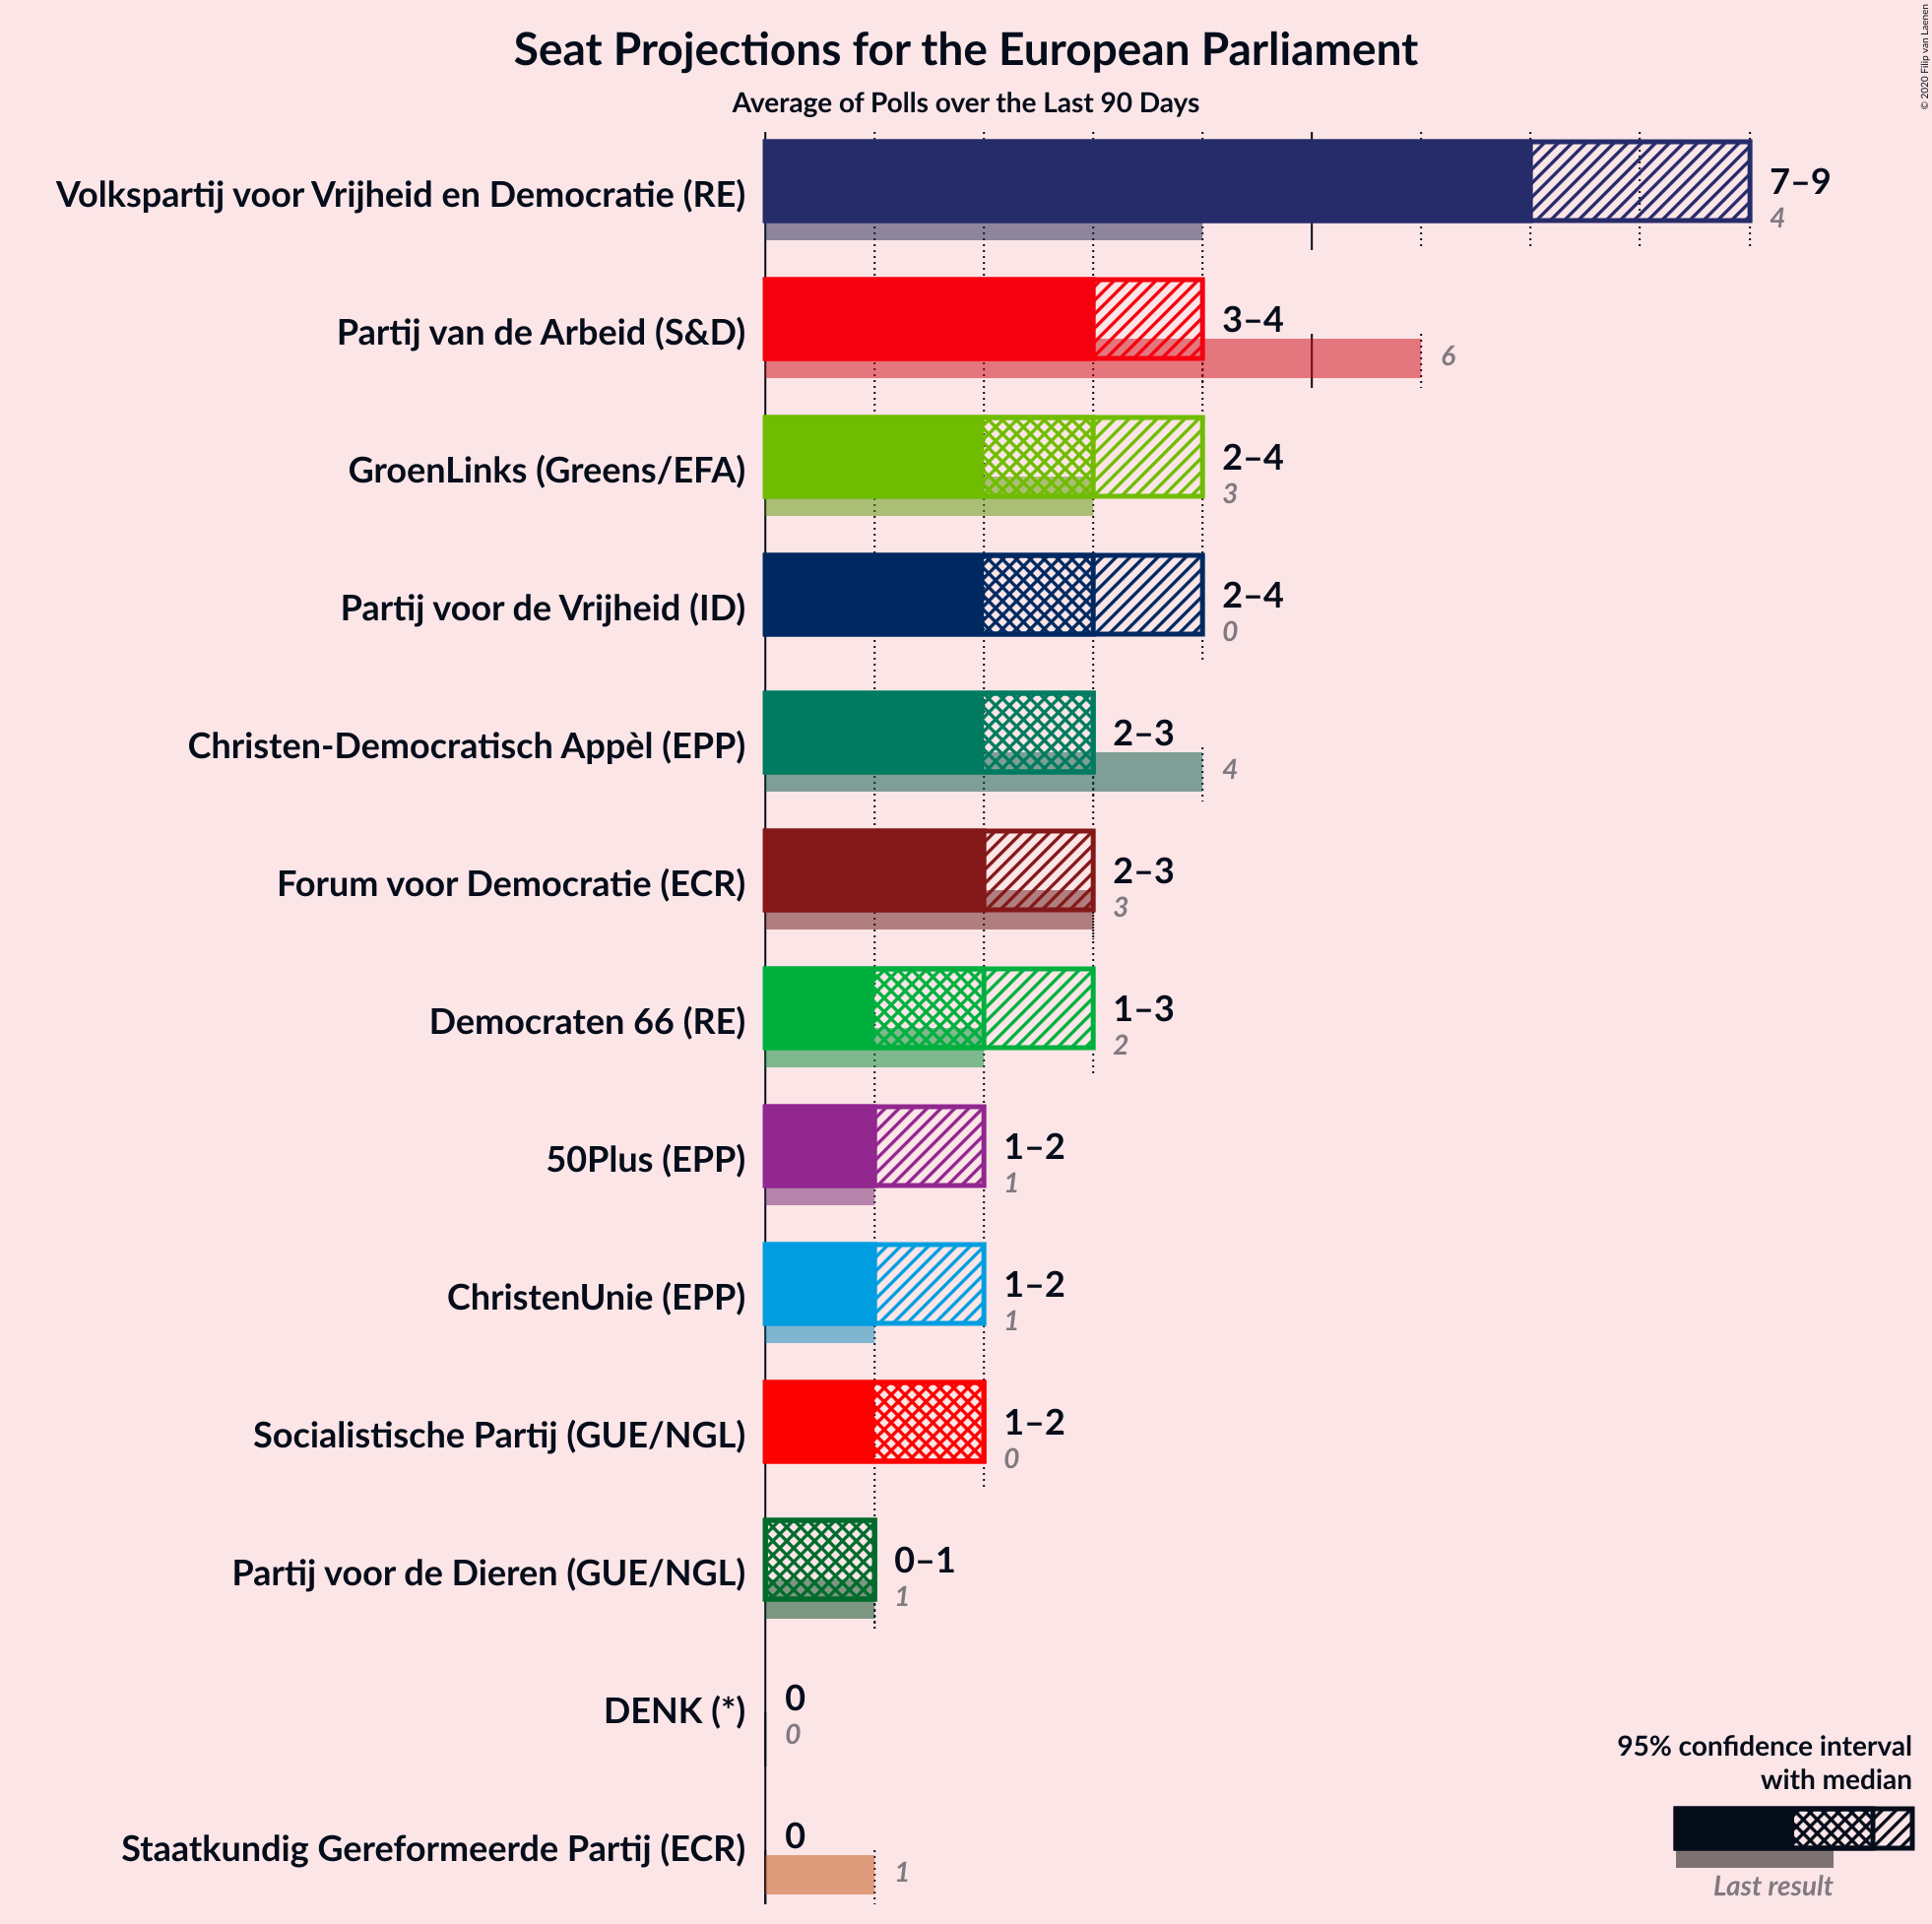 Seat Projections for the European Parliament
Average of Polls over the Last 90 Days
© 2020 Filip van Laenen
Volkspartij voor Vrijheid en Democratie (RE)
7–9
4
Partij van de Arbeid (S&D)
3–4
6
GroenLinks (Greens/EFA)
2–4
3
Partij voor de Vrijheid (ID)
2–4
0
Christen-Democratisch Appèl (EPP)
2–3
4
Forum voor Democratie (ECR)
2–3
3
Democraten 66 (RE)
1–3
2
50Plus (EPP)
1–2
1
ChristenUnie (EPP)
1–2
1
Socialistische Partij (GUE/NGL)
1–2
0
Partij voor de Dieren (GUE/NGL)
0–1
1
DENK (*)
0
0
Staatkundig Gereformeerde Partij (ECR)
0
1
95% confidence interval
with median
Last result